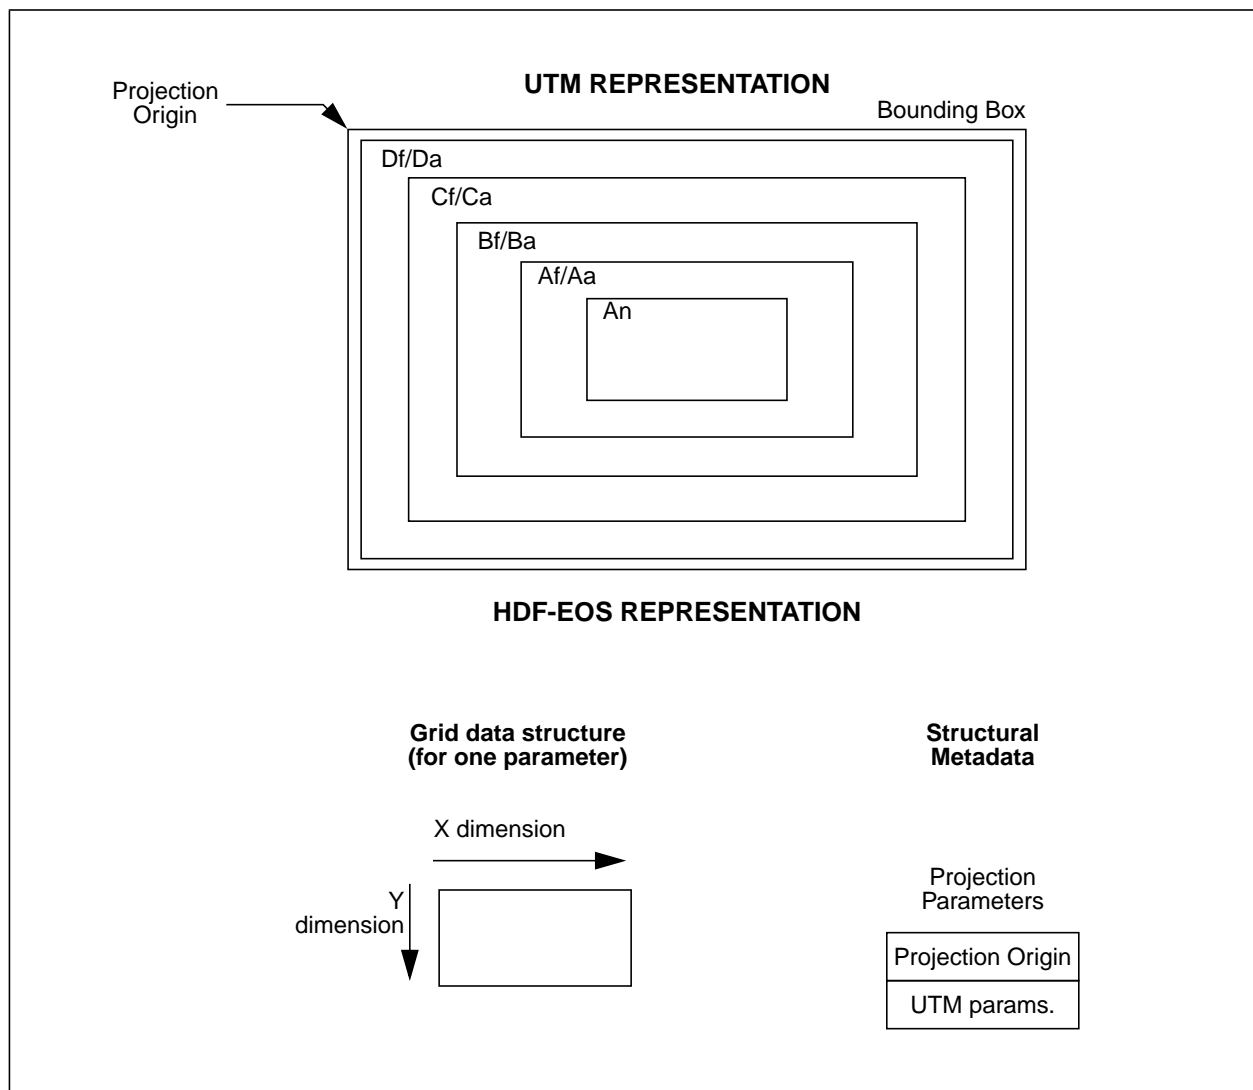 UTM REPRESENTATION
Projection
Origin
Bounding Box
Df/Da
Cf/Ca
Bf/Ba
Af/Aa
An
HDF-EOS REPRESENTATION
Grid data structure
(for one parameter)
Structural
Metadata
X dimension
Y
dimension
Projection
Parameters
Projection Origin
UTM params.